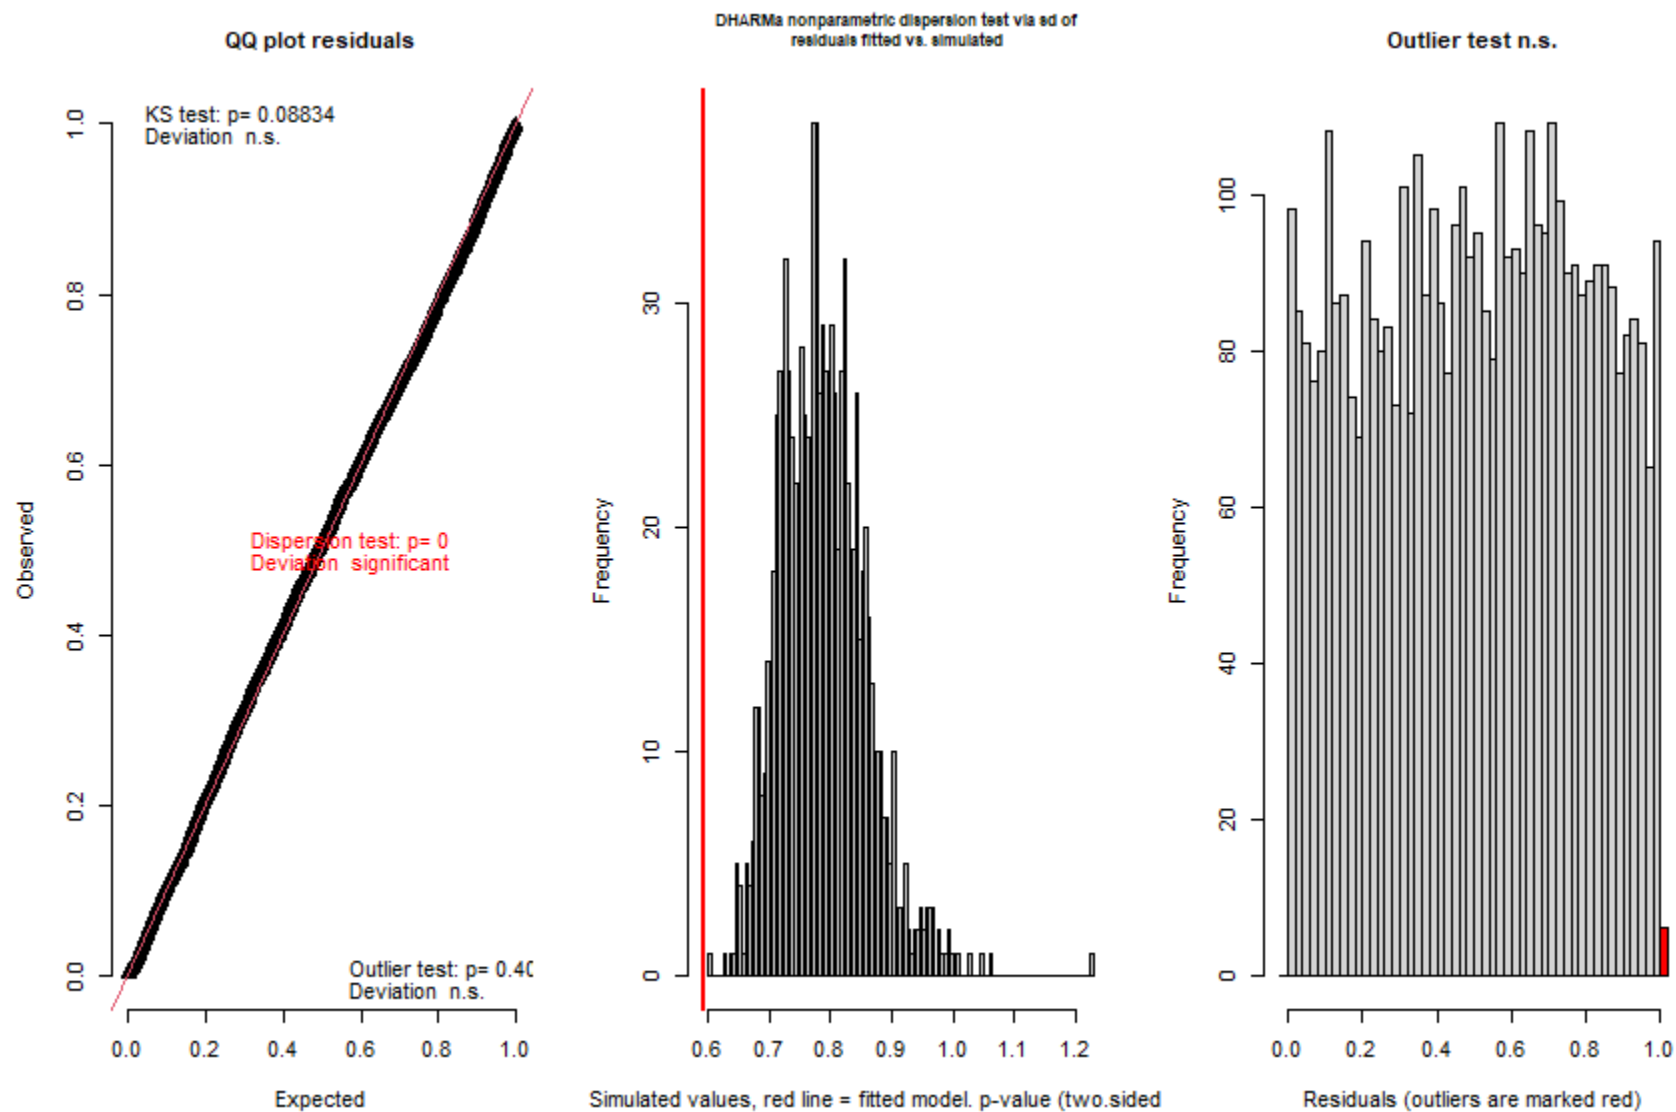 QQ plot residuals
KS test: p= 0.08834
Deviation n.s.
Dispersion test: p= 0
Deviation significant
Outlier test: p= 0.40
Deviation n.s.
Observed
0.0 0.2 0.4 0.6 0.8 1.0
0.0 0.2 0.4 0.6 0.8 1.0
Expected
DHARMa nonparametric dispersion test via sd of
residuals fitted vs. simulated
Frequency
0 10 20 30
0.6 0.7 0.8 0.9 1.0 1.1 1.2
Simulated values, red line = fitted model. p-value (two.sided
Outlier test n.s.
Frequency
0 20 40 60 80 100
0.0 0.2 0.4 0.6 0.8 1.0
Residuals (outliers are marked red)